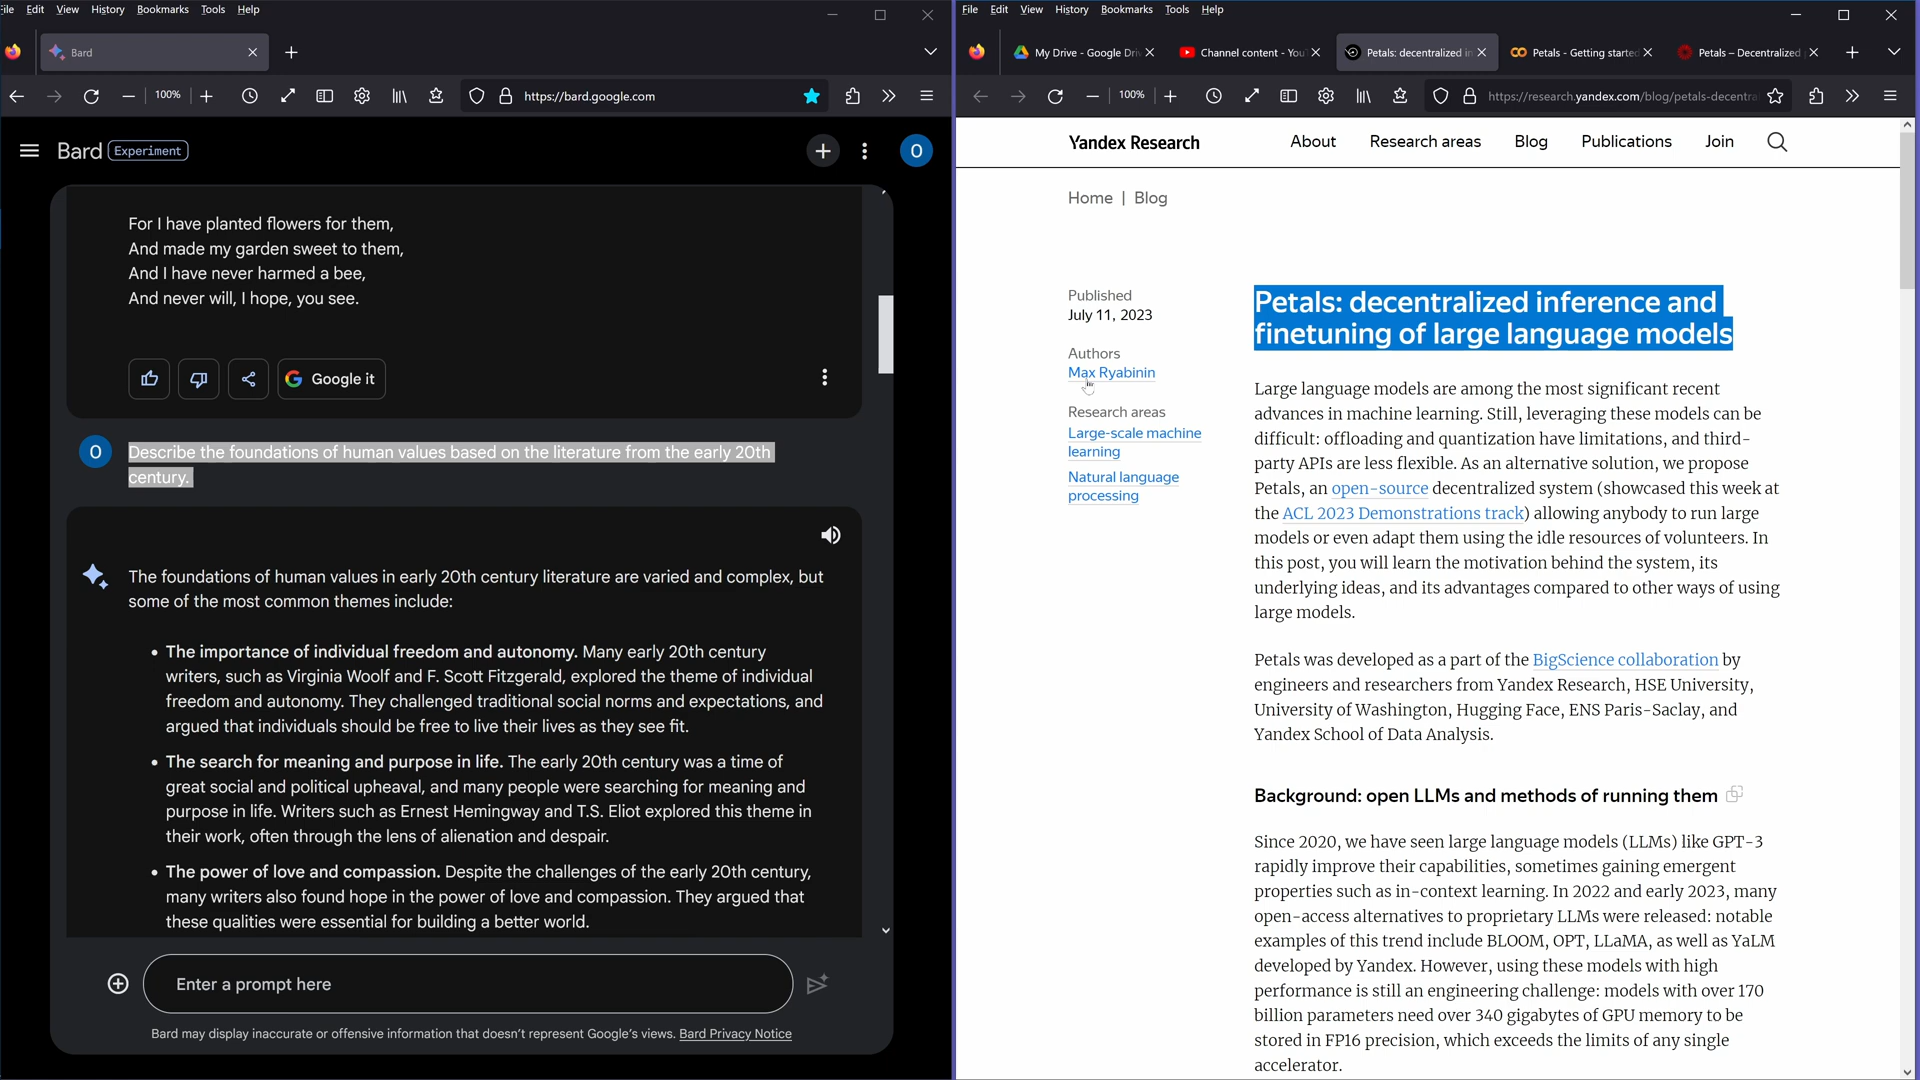 File Edit View History Bookmarks Tools Help
Bard
100%
https://bard.google.com
Bard Experiment
O
For I have planted flowers for them,
And made my garden sweet to them,
And I have never harmed a bee,
And never will, I hope, you see.
Google it
O
Describe the foundations of human values based on the literature from the early 20th
century.
The foundations of human values in early 20th century literature are varied and complex, but
some of the most common themes include:
• The importance of individual freedom and autonomy. Many early 20th century
writers, such as Virginia Woolf and F. Scott Fitzgerald, explored the theme of individual
freedom and autonomy. They challenged traditional social norms and expectations, and
argued that individuals should be free to live their lives as they see fit.
• The search for meaning and purpose in life. The early 20th century was a time of
great social and political upheaval, and many people were searching for meaning and
purpose in life. Writers such as Ernest Hemingway and T.S. Eliot explored this theme in
their work, often through the lens of alienation and despair.
• The power of love and compassion. Despite the challenges of the early 20th century,
many writers also found hope in the power of love and compassion. They argued that
these qualities were essential for building a better world.
Enter a prompt here
Bard may display inaccurate or offensive information that doesn't represent Google's views. Bard Privacy Notice
File Edit View History Bookmarks Tools Help
My Drive - Google Dri
Channel content - You
Petals: decentralized in
Petals - Getting starte
Petals – Decentralized
100%
https://research.yandex.com/blog/petals-decentra
Yandex Research
About Research areas Blog Publications Join
Home | Blog
Published
July 11, 2023
Authors
Max Ryabinin
Research areas
Large-scale machine
learning
Natural language
processing
Petals: decentralized inference and
finetuning of large language models
Large language models are among the most significant recent
advances in machine learning. Still, leveraging these models can be
difficult: offloading and quantization have limitations, and third-
party APIs are less flexible. As an alternative solution, we propose
Petals, an open-source decentralized system (showcased this week at
the ACL 2023 Demonstrations track) allowing anybody to run large
models or even adapt them using the idle resources of volunteers. In
this post, you will learn the motivation behind the system, its
underlying ideas, and its advantages compared to other ways of using
large models.
Petals was developed as a part of the BigScience collaboration by
engineers and researchers from Yandex Research, HSE University,
University of Washington, Hugging Face, ENS Paris-Saclay, and
Yandex School of Data Analysis.
Background: open LLMs and methods of running them
Since 2020, we have seen large language models (LLMs) like GPT-3
rapidly improve their capabilities, sometimes gaining emergent
properties such as in-context learning. In 2022 and early 2023, many
open-access alternatives to proprietary LLMs were released: notable
examples of this trend include BLOOM, OPT, LLaMA, as well as YaLM
developed by Yandex. However, using these models with high
performance is still an engineering challenge: models with over 170
billion parameters need over 340 gigabytes of GPU memory to be
stored in FP16 precision, which exceeds the limits of any single
accelerator.